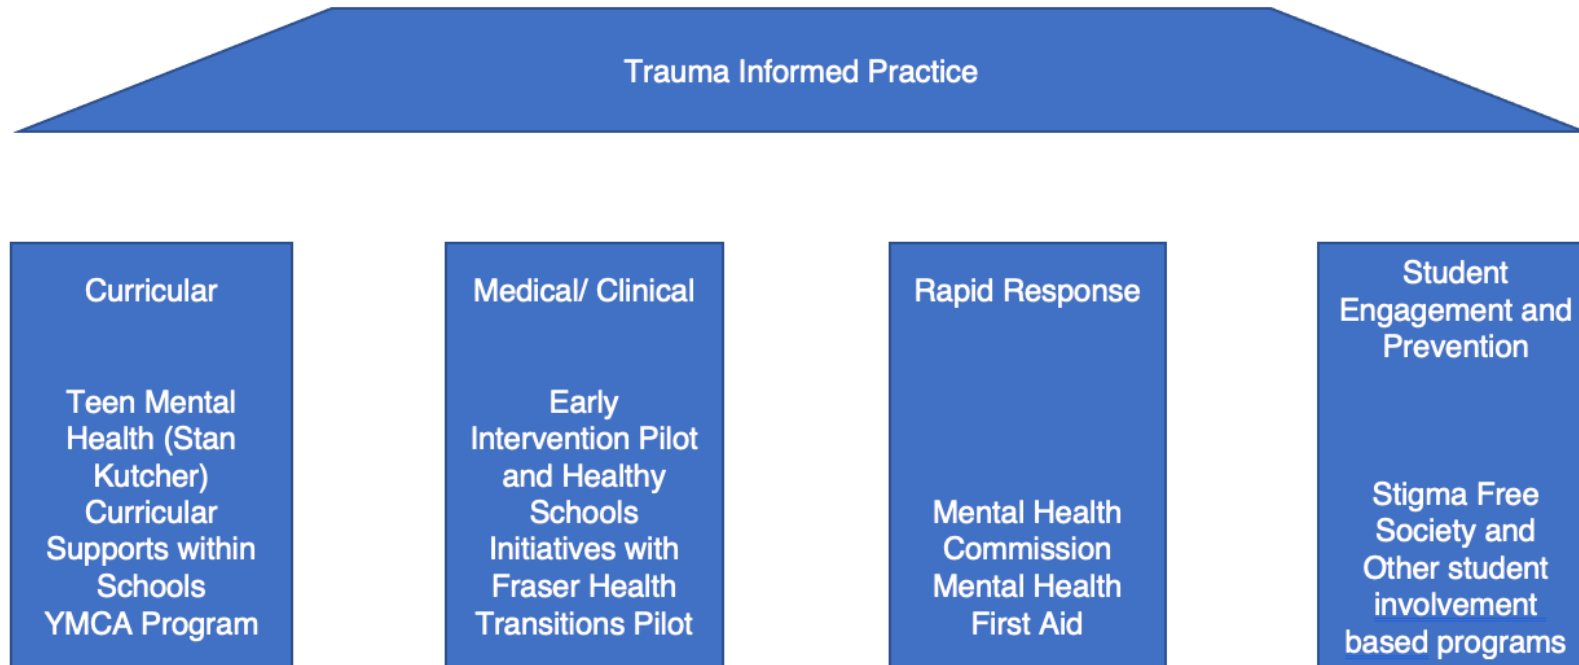 Trauma Informed Practice
Curricular
Teen Mental
Health (Stan
Kutcher)
Curricular
Supports within
Schools
YMCA Program
Medical/ Clinical
Early
Intervention Pilot
and Healthy
Schools
Initiatives with
Fraser Health
Transitions Pilot
Rapid Response
Mental Health
Commission
Mental Health
First Aid
Student
Engagement and
Prevention
Stigma Free
Society and
Other student
involvement
based programs